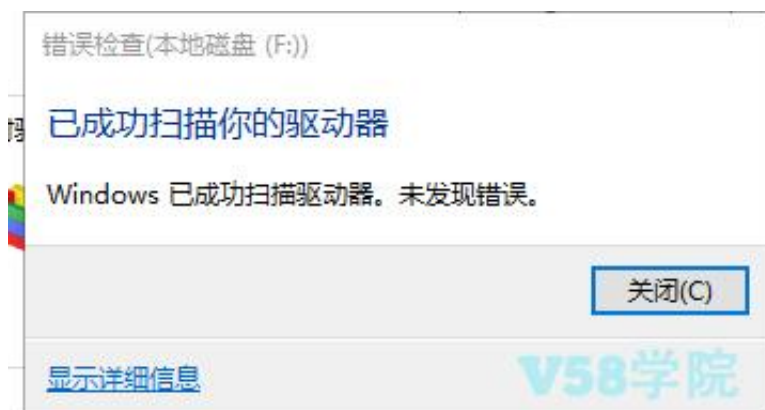 错误检查(本地磁盘 (F:))
已成功扫描你的驱动器
Windows 已成功扫描驱动器。未发现错误。
关闭(C)
显示详细信息
V58学院